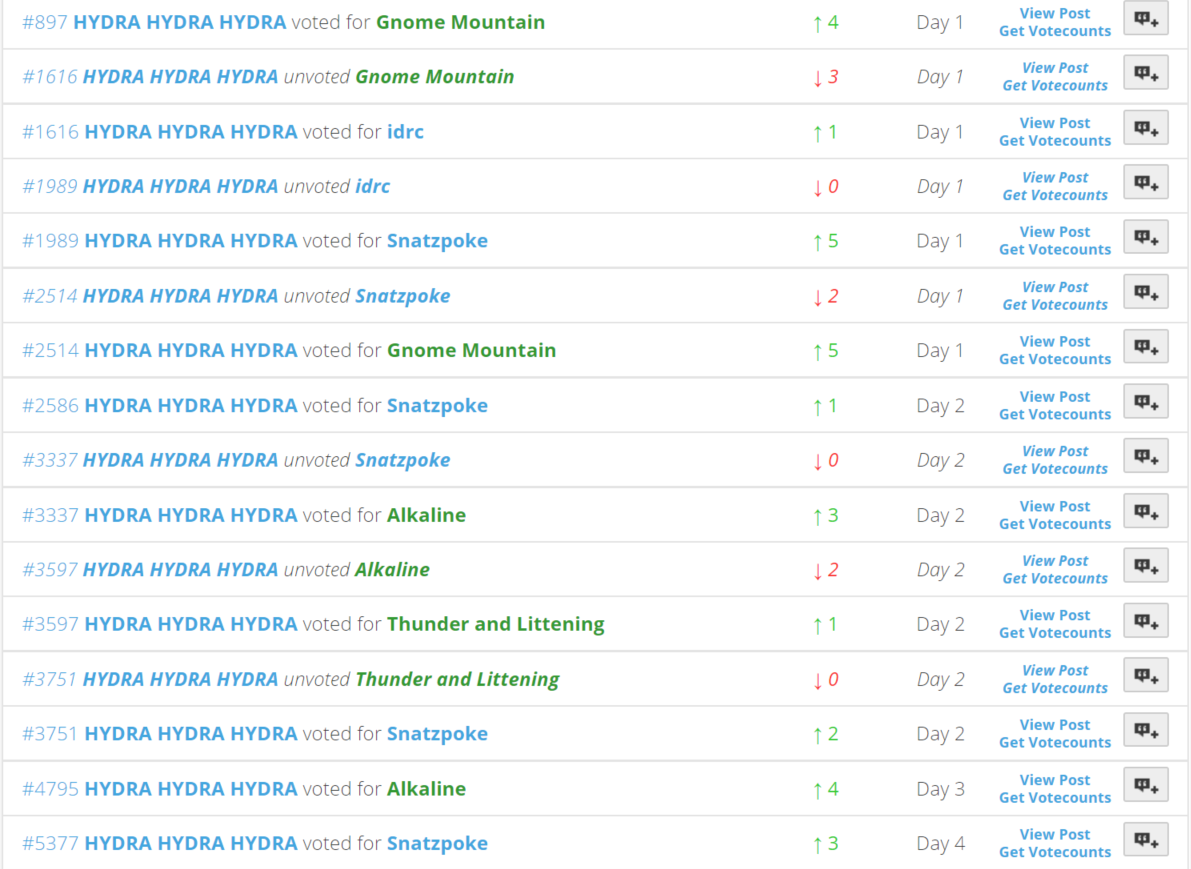 #897 HYDRA HYDRA HYDRA voted for Gnome Mountain ↑ 4 Day 1 View Post
Get Votecounts
#1616 HYDRA HYDRA HYDRA unvoted Gnome Mountain ↓ 3 Day 1 View Post
Get Votecounts
#1616 HYDRA HYDRA HYDRA voted for idrc ↑ 1 Day 1 View Post
Get Votecounts
#1989 HYDRA HYDRA HYDRA unvoted idrc ↓ 0 Day 1 View Post
Get Votecounts
#1989 HYDRA HYDRA HYDRA voted for Snatzpoke ↑ 5 Day 1 View Post
Get Votecounts
#2514 HYDRA HYDRA HYDRA unvoted Snatzpoke ↓ 2 Day 1 View Post
Get Votecounts
#2514 HYDRA HYDRA HYDRA voted for Gnome Mountain ↑ 5 Day 1 View Post
Get Votecounts
#2586 HYDRA HYDRA HYDRA voted for Snatzpoke ↑ 1 Day 2 View Post
Get Votecounts
#3337 HYDRA HYDRA HYDRA unvoted Snatzpoke ↓ 0 Day 2 View Post
Get Votecounts
#3337 HYDRA HYDRA HYDRA voted for Alkaline ↑ 3 Day 2 View Post
Get Votecounts
#3597 HYDRA HYDRA HYDRA unvoted Alkaline ↓ 2 Day 2 View Post
Get Votecounts
#3597 HYDRA HYDRA HYDRA voted for Thunder and Littening ↑ 1 Day 2 View Post
Get Votecounts
#3751 HYDRA HYDRA HYDRA unvoted Thunder and Littening ↓ 0 Day 2 View Post
Get Votecounts
#3751 HYDRA HYDRA HYDRA voted for Snatzpoke ↑ 2 Day 2 View Post
Get Votecounts
#4795 HYDRA HYDRA HYDRA voted for Alkaline ↑ 4 Day 3 View Post
Get Votecounts
#5377 HYDRA HYDRA HYDRA voted for Snatzpoke ↑ 3 Day 4 View Post
Get Votecounts